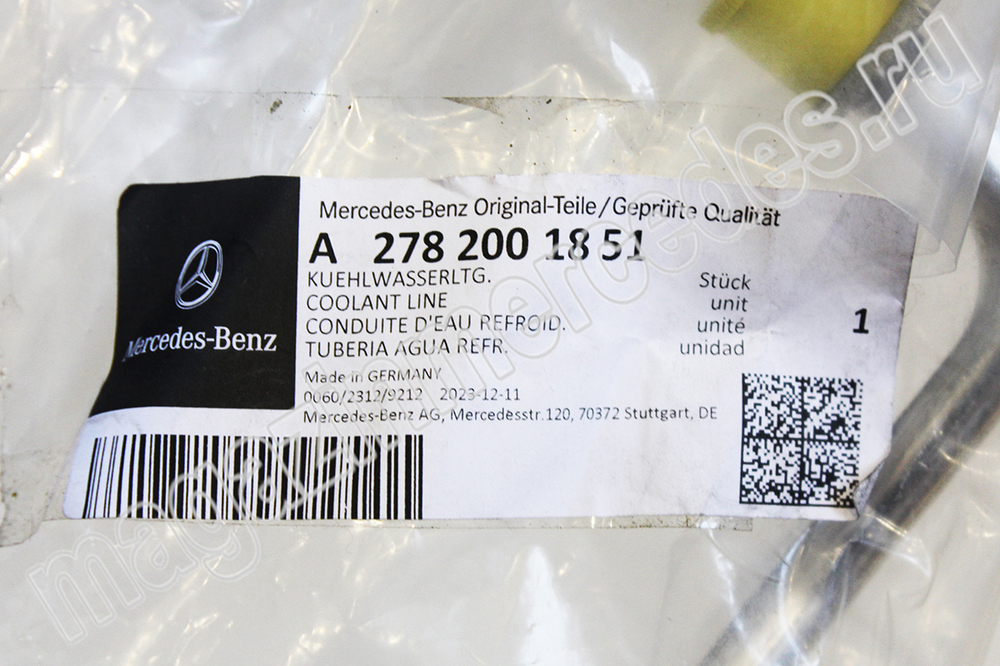 Mercedes-Benz
Mercedes-Benz Original-Teile/Geprüfte Qualität
A 278 200 18 51
KUEHLWASSERLTG. Stück
COOLANT LINE unit
CONDUITE D'EAU REFROID. unité 1
TUBERIA AGUA REFR. unidad
Made in GERMANY
0060/2312/9212 2023-12-11
Mercedes-Benz AG, Mercedesstr.120, 70372 Stuttgart, DE
magazinmercedes.ru